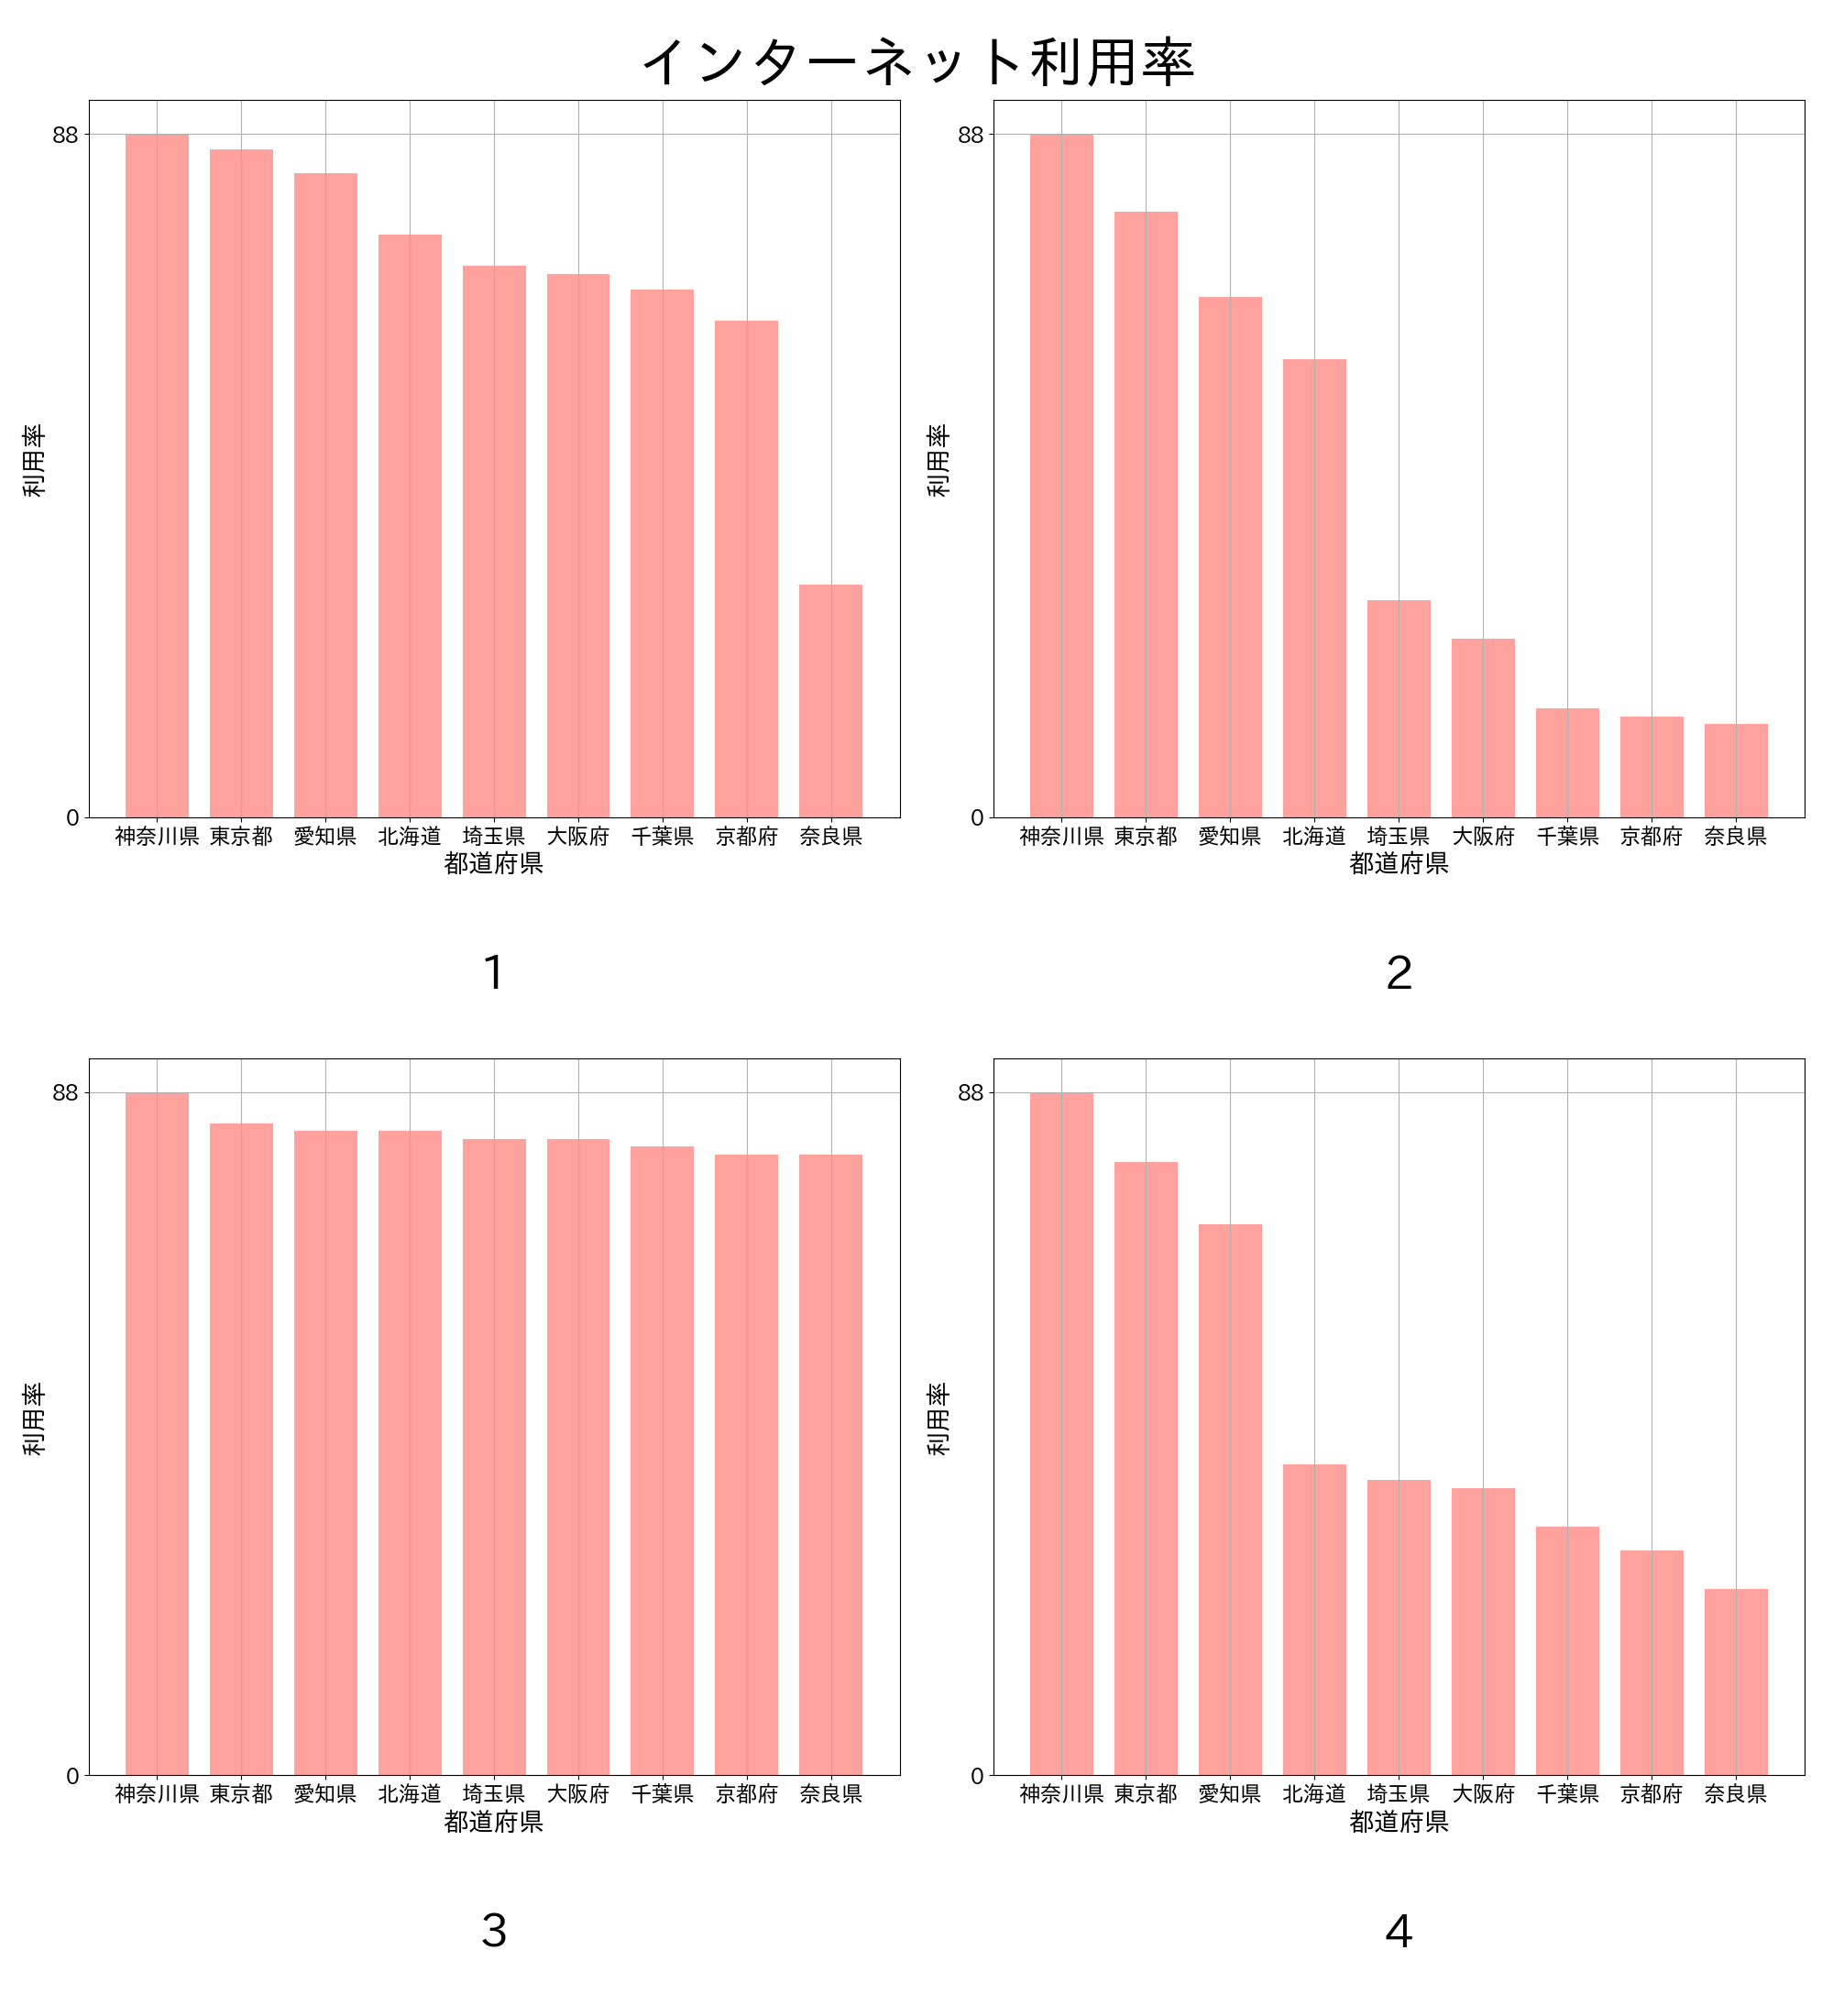 インターネット利用率
88
0
利用率
神奈川県 東京都 愛知県 北海道 埼玉県 大阪府 千葉県 京都府 奈良県
都道府県
1
88
0
利用率
神奈川県 東京都 愛知県 北海道 埼玉県 大阪府 千葉県 京都府 奈良県
都道府県
2
88
0
利用率
神奈川県 東京都 愛知県 北海道 埼玉県 大阪府 千葉県 京都府 奈良県
都道府県
3
88
0
利用率
神奈川県 東京都 愛知県 北海道 埼玉県 大阪府 千葉県 京都府 奈良県
都道府県
4